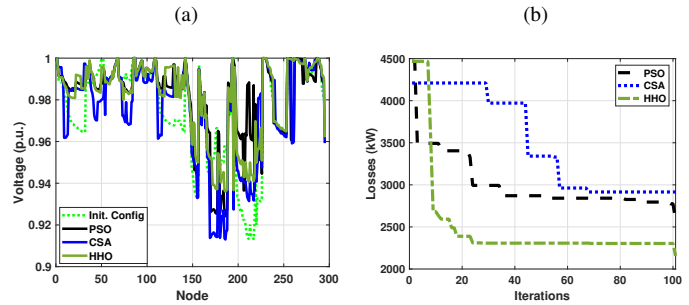 (a)
(b)
1
0.98
0.96
0.94
0.92
0.9
Voltage (p.u.)
Init. Config
PSO
CSA
HHO
0 50 100 150 200 250 300
Node
4500
4000
3500
3000
2500
2000
Losses (kW)
PSO
CSA
HHO
0 20 40 60 80 100
Iterations